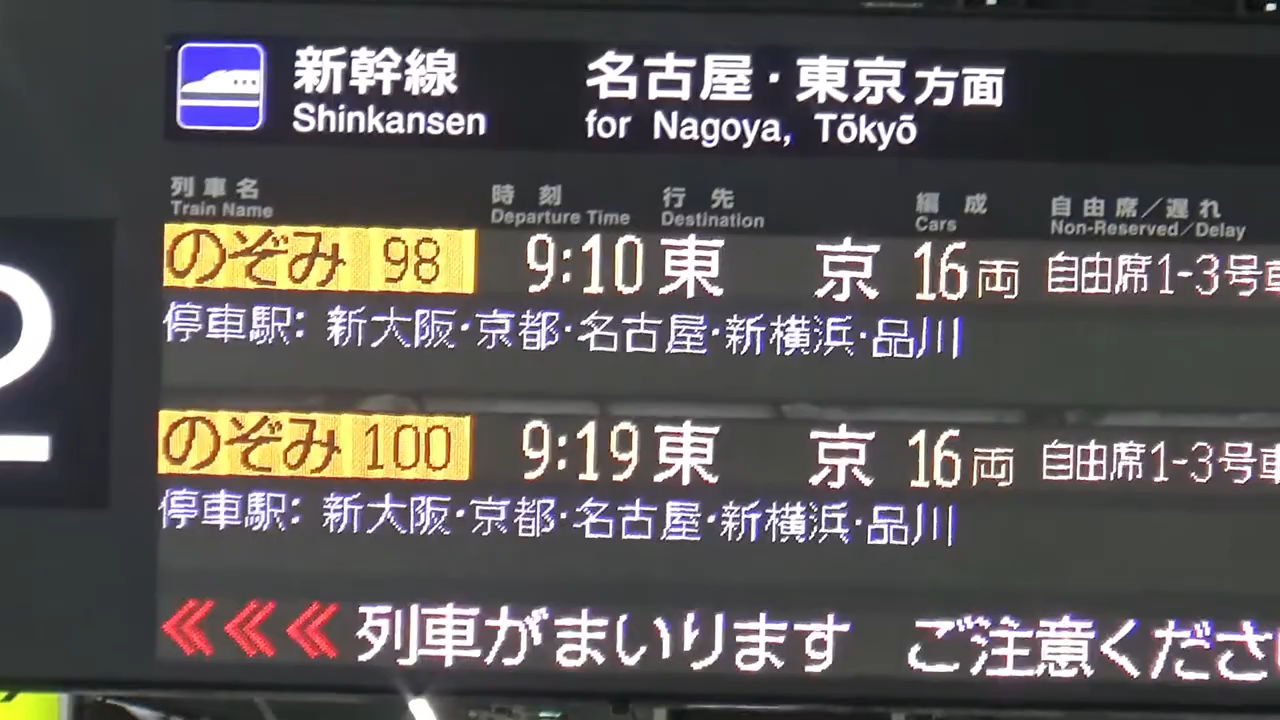 新幹線 名古屋・東京方面
Shinkansen for Nagoya, Tōkyō
列車名 時刻 行先 編成 自由席／遅れ
Train Name Departure Time Destination Cars Non-Reserved／Delay
のぞみ 98 9:10 東京 16両 自由席1-3号車
停車駅: 新大阪・京都・名古屋・新横浜・品川
2
のぞみ 100 9:19 東京 16両 自由席1-3号車
停車駅: 新大阪・京都・名古屋・新横浜・品川
《《《 列車がまいります ご注意くださ